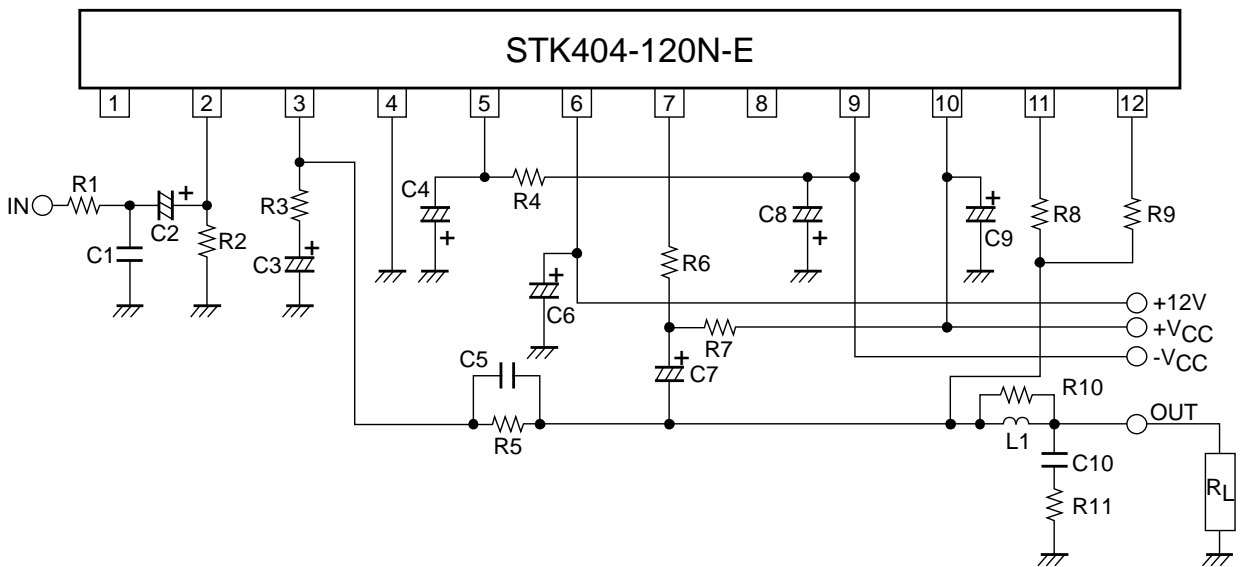 STK404-120N-E
1 2 3 4 5 6 7 8 9 10 11 12
IN
R1
C1
C2
+
R2
R3
C3
+
C4
+
R4
C8
+
C9
+
R8
R9
C6
+
R6
R7
C7
+
+12V
+VCC
-VCC
C5
R5
R10
L1
OUT
C10
R11
RL